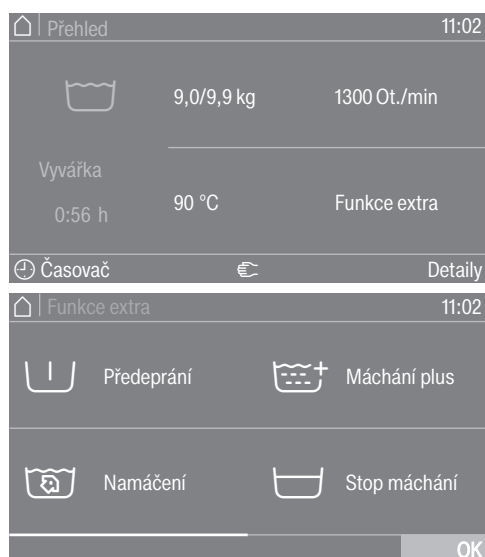 Přehled 11:02
9,0/9,9 kg 1300 Ot./min
Vyvářka
0:56 h
90 °C Funkce extra
Časovač Detaily
Funkce extra 11:02
Předeprání Máchání plus
Namáčení Stop máchání
OK